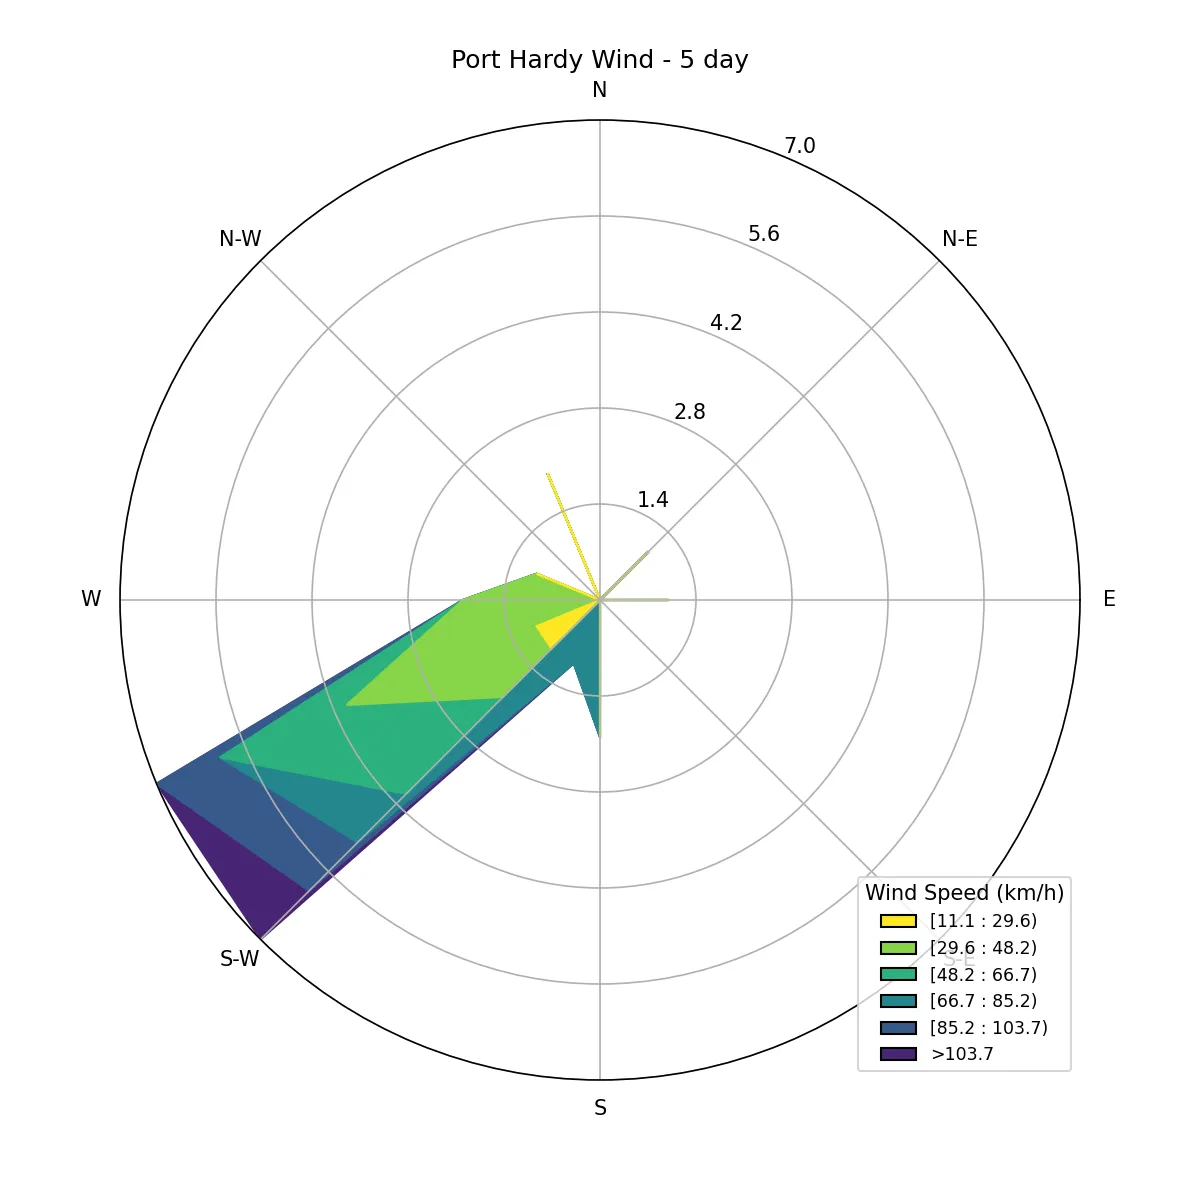 Port Hardy Wind - 5 day
N
7.0
N-W
5.6
N-E
4.2
2.8
1.4
W
E
Wind Speed (km/h)
[11.1 : 29.6)
[29.6 : 48.2)
S-W
S-E
[48.2 : 66.7)
[66.7 : 85.2)
[85.2 : 103.7)
>103.7
S